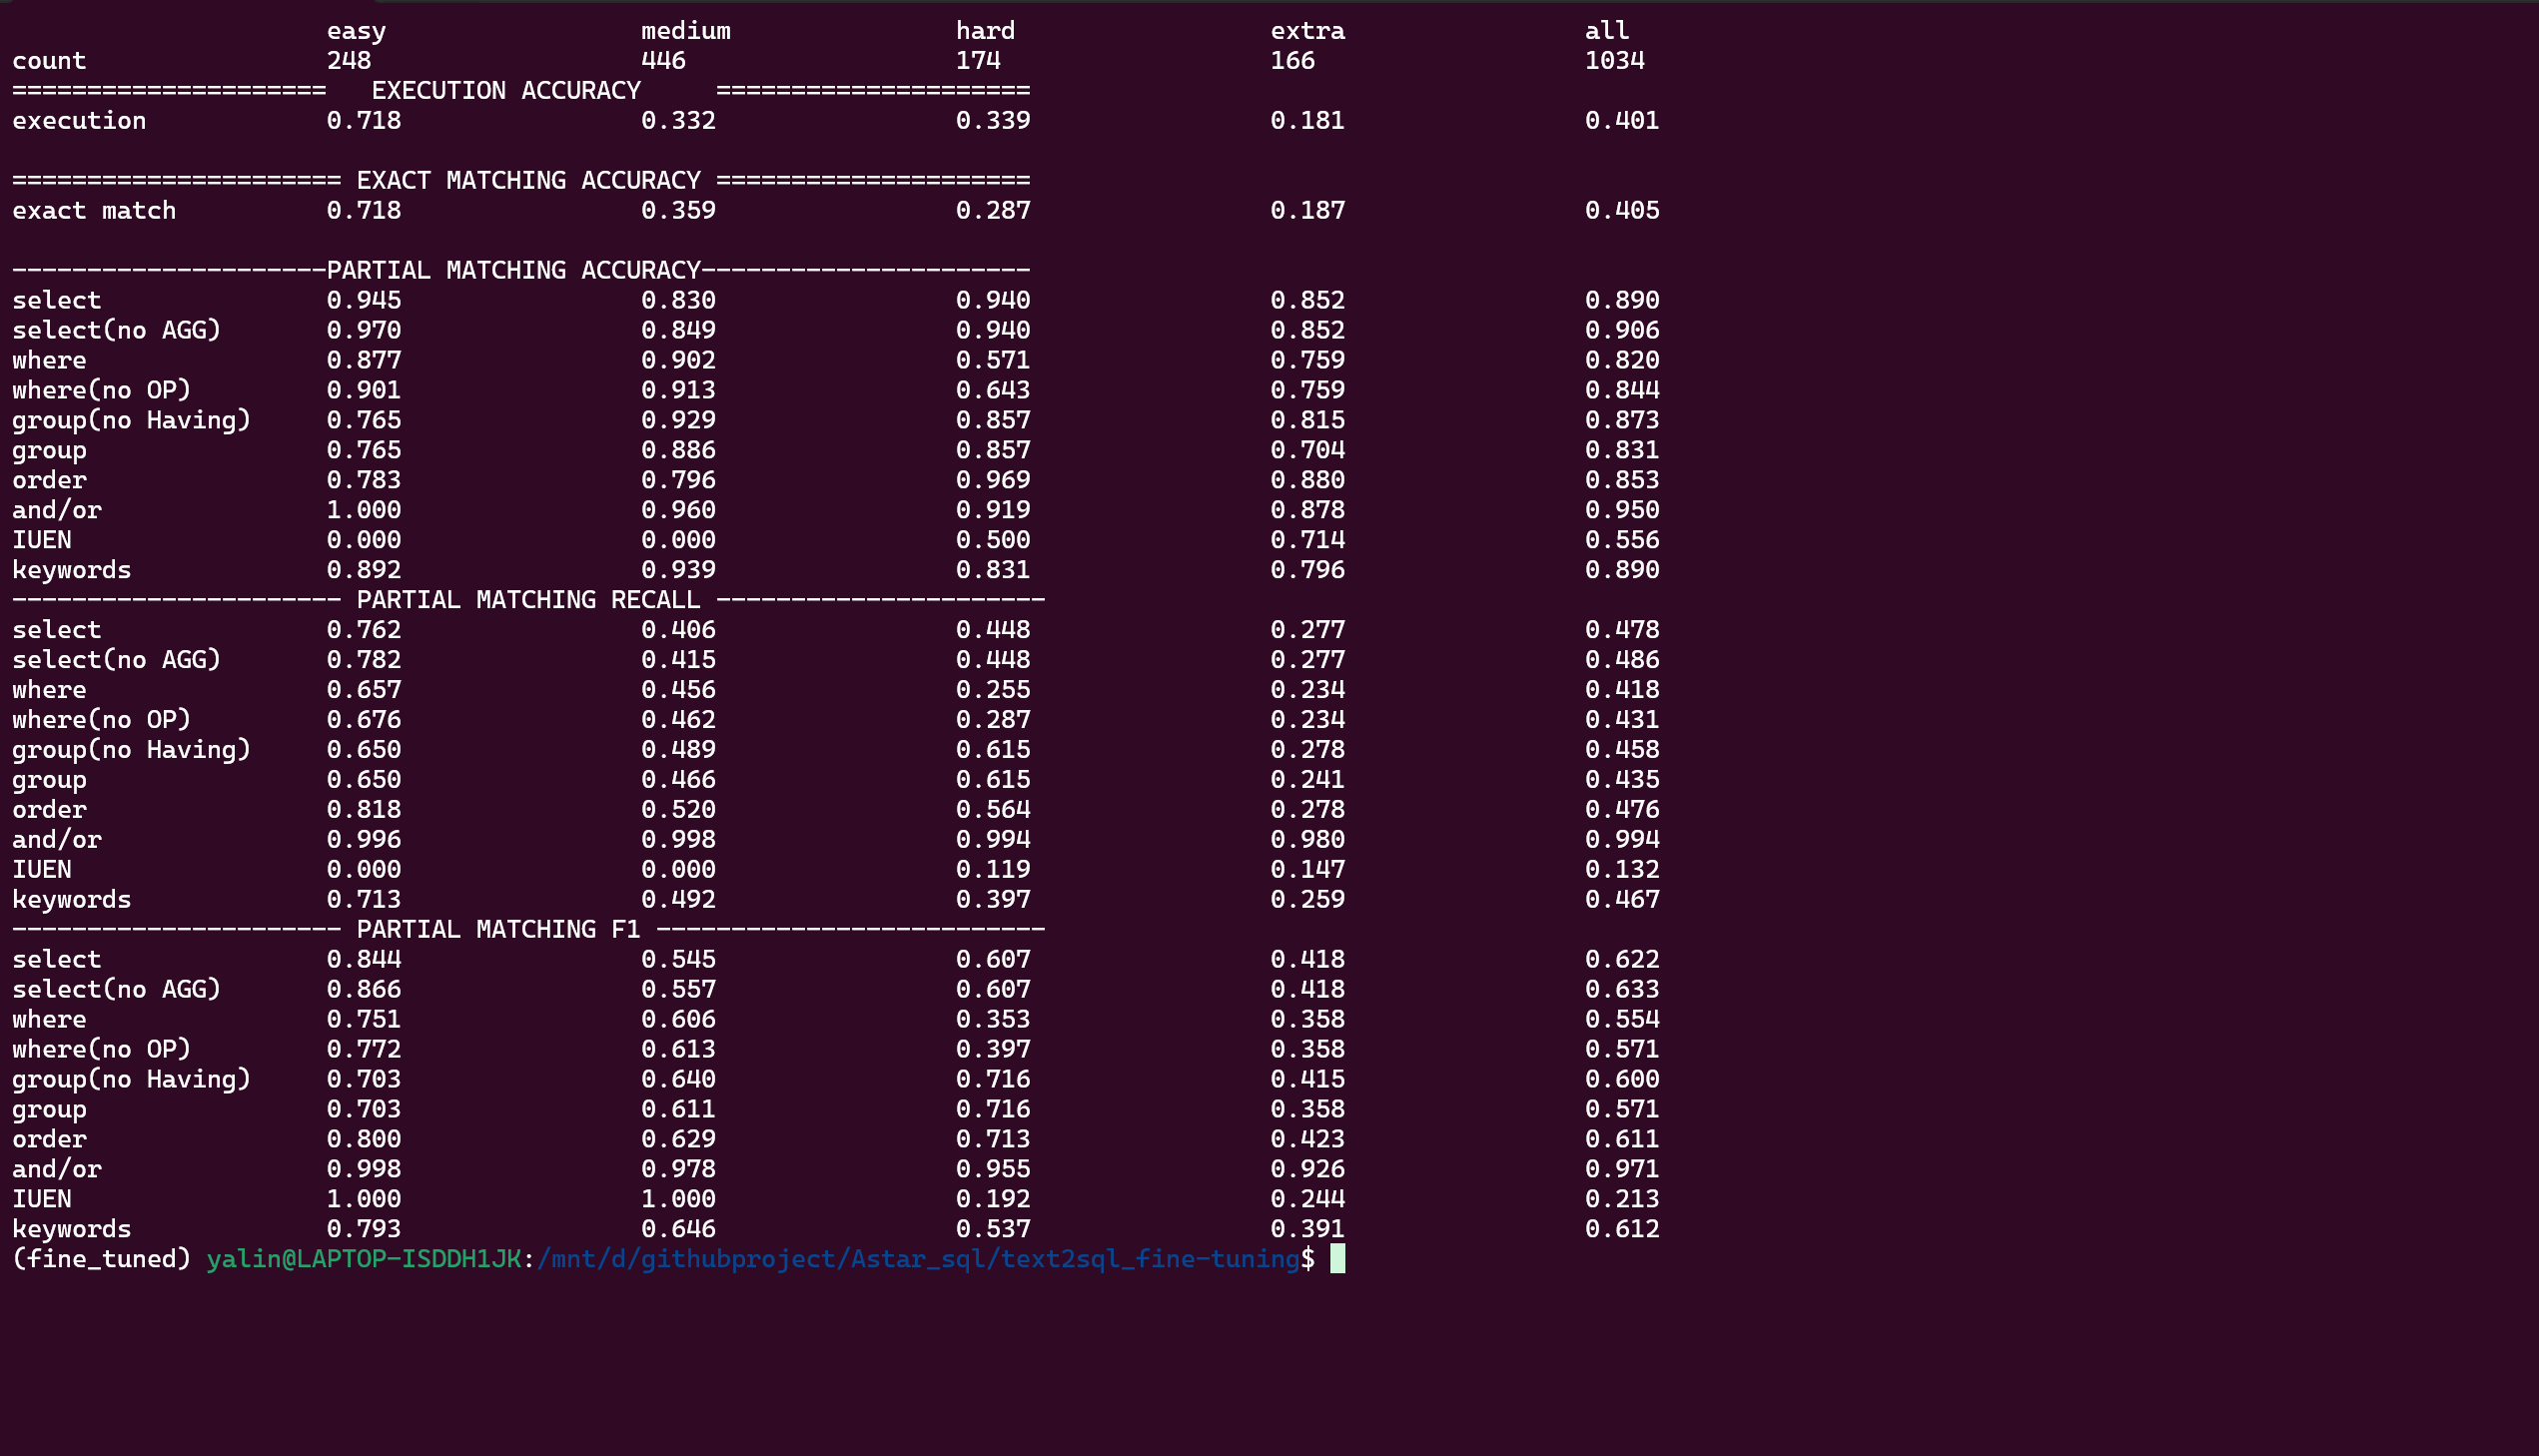 easy                 medium               hard                 extra                all
count                248                  446                  174                  166                  1034
=====================   EXECUTION ACCURACY     =====================
execution            0.718                0.332                0.339                0.181                0.401

====================== EXACT MATCHING ACCURACY =====================
exact match          0.718                0.359                0.287                0.187                0.405

---------------------PARTIAL MATCHING ACCURACY----------------------
select               0.945                0.830                0.940                0.852                0.890
select(no AGG)       0.970                0.849                0.940                0.852                0.906
where                0.877                0.902                0.571                0.759                0.820
where(no OP)         0.901                0.913                0.643                0.759                0.844
group(no Having)     0.765                0.929                0.857                0.815                0.873
group                0.765                0.886                0.857                0.704                0.831
order                0.783                0.796                0.969                0.880                0.853
and/or               1.000                0.960                0.919                0.878                0.950
IUEN                 0.000                0.000                0.500                0.714                0.556
keywords             0.892                0.939                0.831                0.796                0.890
---------------------- PARTIAL MATCHING RECALL ----------------------
select               0.762                0.406                0.448                0.277                0.478
select(no AGG)       0.782                0.415                0.448                0.277                0.486
where                0.657                0.456                0.255                0.234                0.418
where(no OP)         0.676                0.462                0.287                0.234                0.431
group(no Having)     0.650                0.489                0.615                0.278                0.458
group                0.650                0.466                0.615                0.241                0.435
order                0.818                0.520                0.564                0.278                0.476
and/or               0.996                0.998                0.994                0.980                0.994
IUEN                 0.000                0.000                0.119                0.147                0.132
keywords             0.713                0.492                0.397                0.259                0.467
---------------------- PARTIAL MATCHING F1 --------------------------
select               0.844                0.545                0.607                0.418                0.622
select(no AGG)       0.866                0.557                0.607                0.418                0.633
where                0.751                0.606                0.353                0.358                0.554
where(no OP)         0.772                0.613                0.397                0.358                0.571
group(no Having)     0.703                0.640                0.716                0.415                0.600
group                0.703                0.611                0.716                0.358                0.571
order                0.800                0.629                0.713                0.423                0.611
and/or               0.998                0.978                0.955                0.926                0.971
IUEN                 1.000                1.000                0.192                0.244                0.213
keywords             0.793                0.646                0.537                0.391                0.612
(fine_tuned) yalin@LAPTOP-ISDDH1JK:/mnt/d/githubproject/Astar_sql/text2sql_fine-tuning$